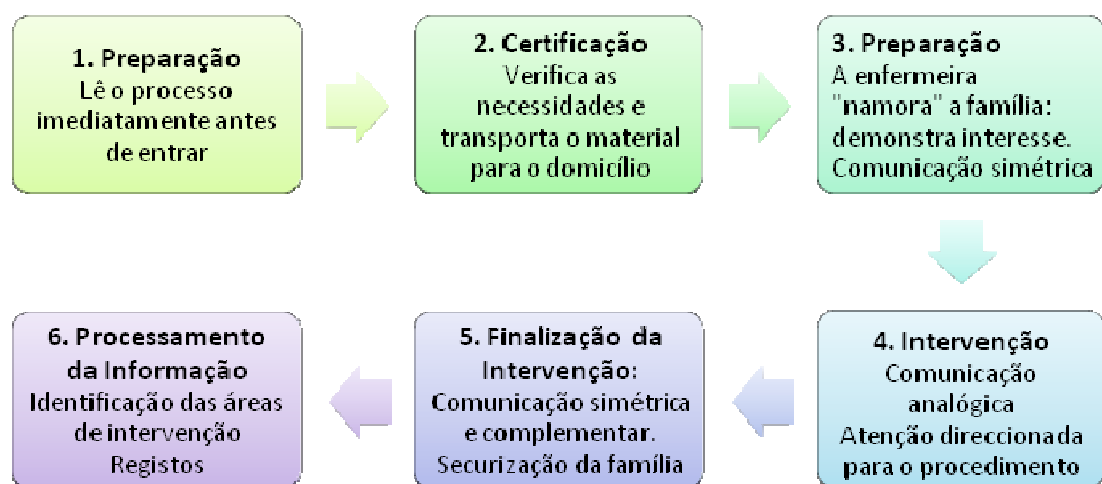 1. Preparação
Lê o processo
imediatamente antes
de entrar
2. Certificação
Verifica as
necessidades e
transporta o material
para o domicílio
3. Preparação
A enfermeira
"namora" a família:
demonstra interesse.
Comunicação simétrica
4. Intervenção
Comunicação
analógica
Atenção direccionada
para o procedimento
5. Finalização da
Intervenção:
Comunicação simétrica
e complementar.
Securização da família
6. Processamento
da Informação
Identificação das áreas
de intervenção
Registos